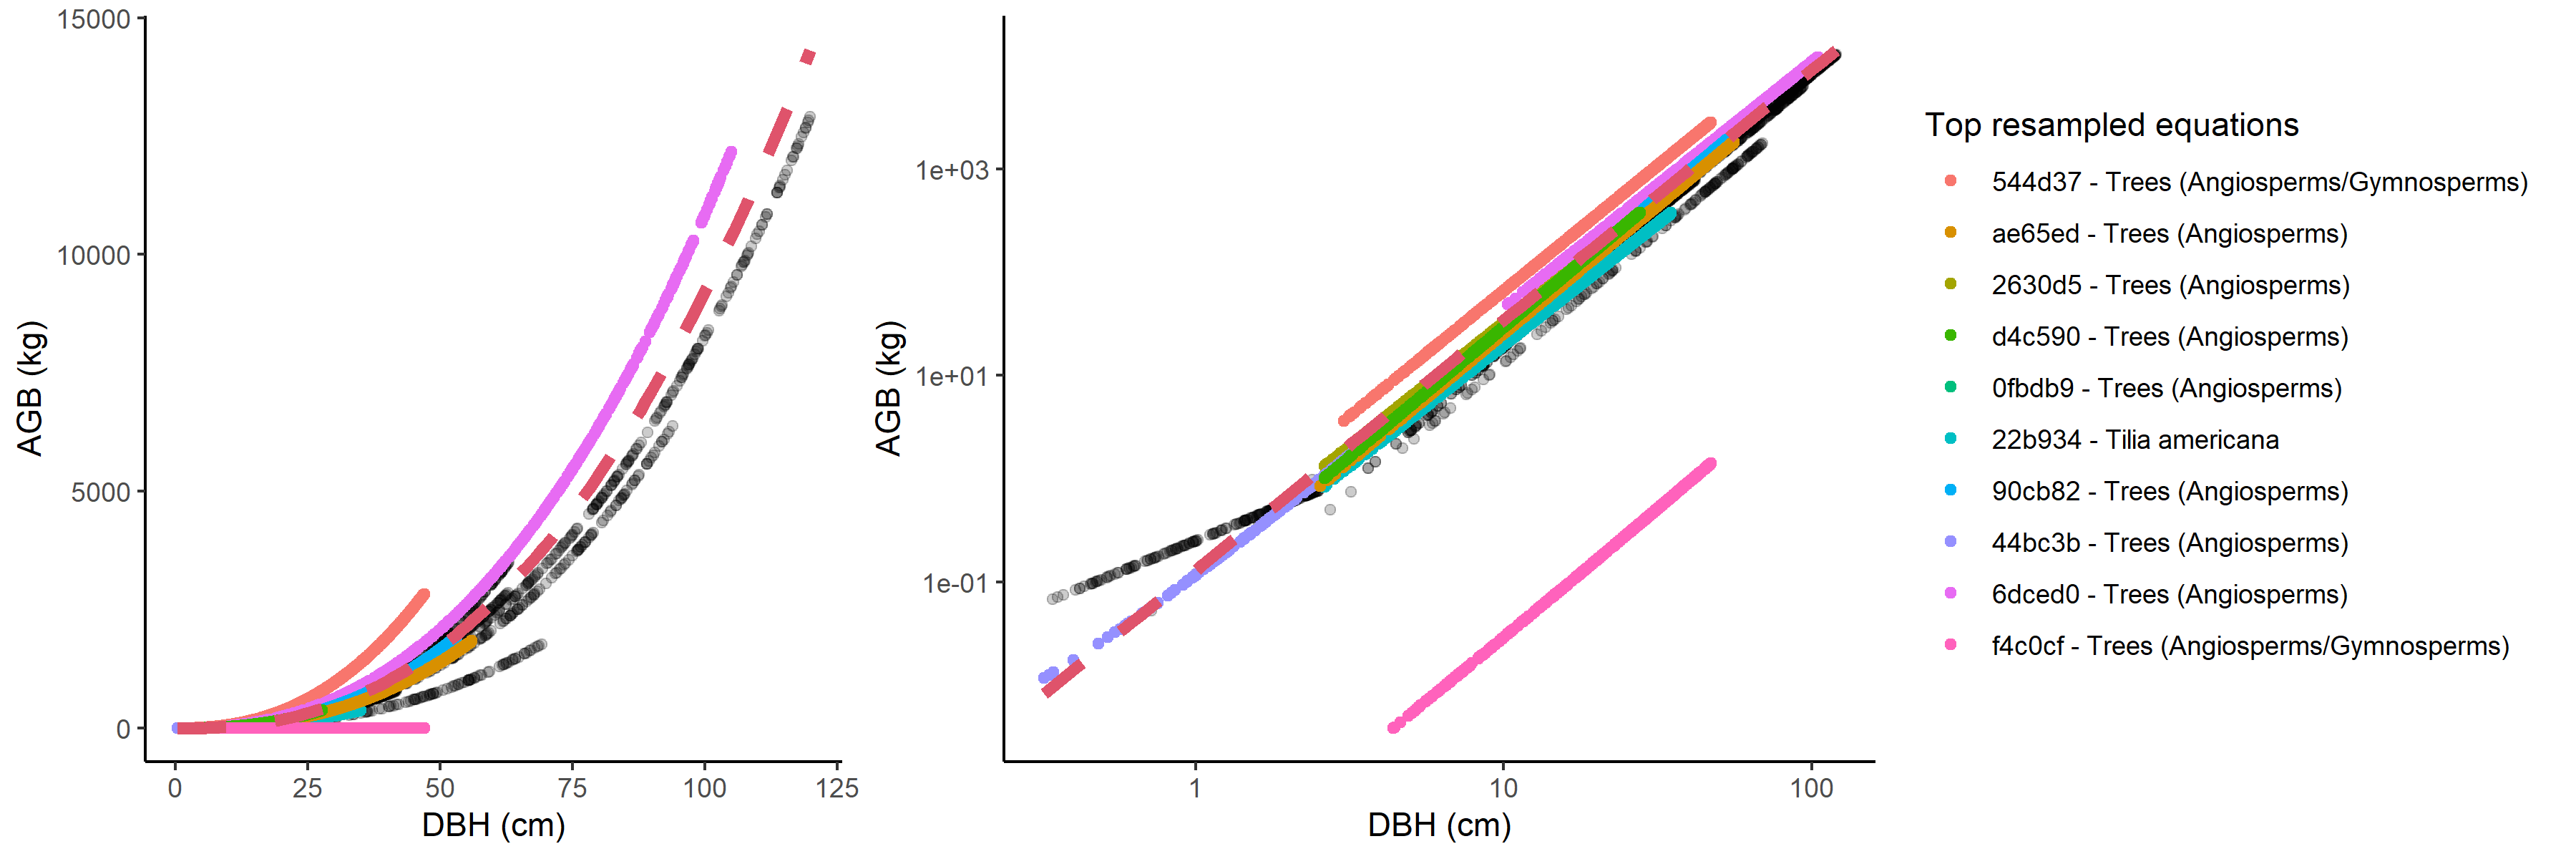 15000
10000
5000
0
AGB (kg)
0 25 50 75 100 125
DBH (cm)
1e+03
1e+01
1e-01
AGB (kg)
1 10 100
DBH (cm)
Top resampled equations
544d37 - Trees (Angiosperms/Gymnosperms)
ae65ed - Trees (Angiosperms)
2630d5 - Trees (Angiosperms)
d4c590 - Trees (Angiosperms)
0fbdb9 - Trees (Angiosperms)
22b934 - Tilia americana
90cb82 - Trees (Angiosperms)
44bc3b - Trees (Angiosperms)
6dced0 - Trees (Angiosperms)
f4c0cf - Trees (Angiosperms/Gymnosperms)